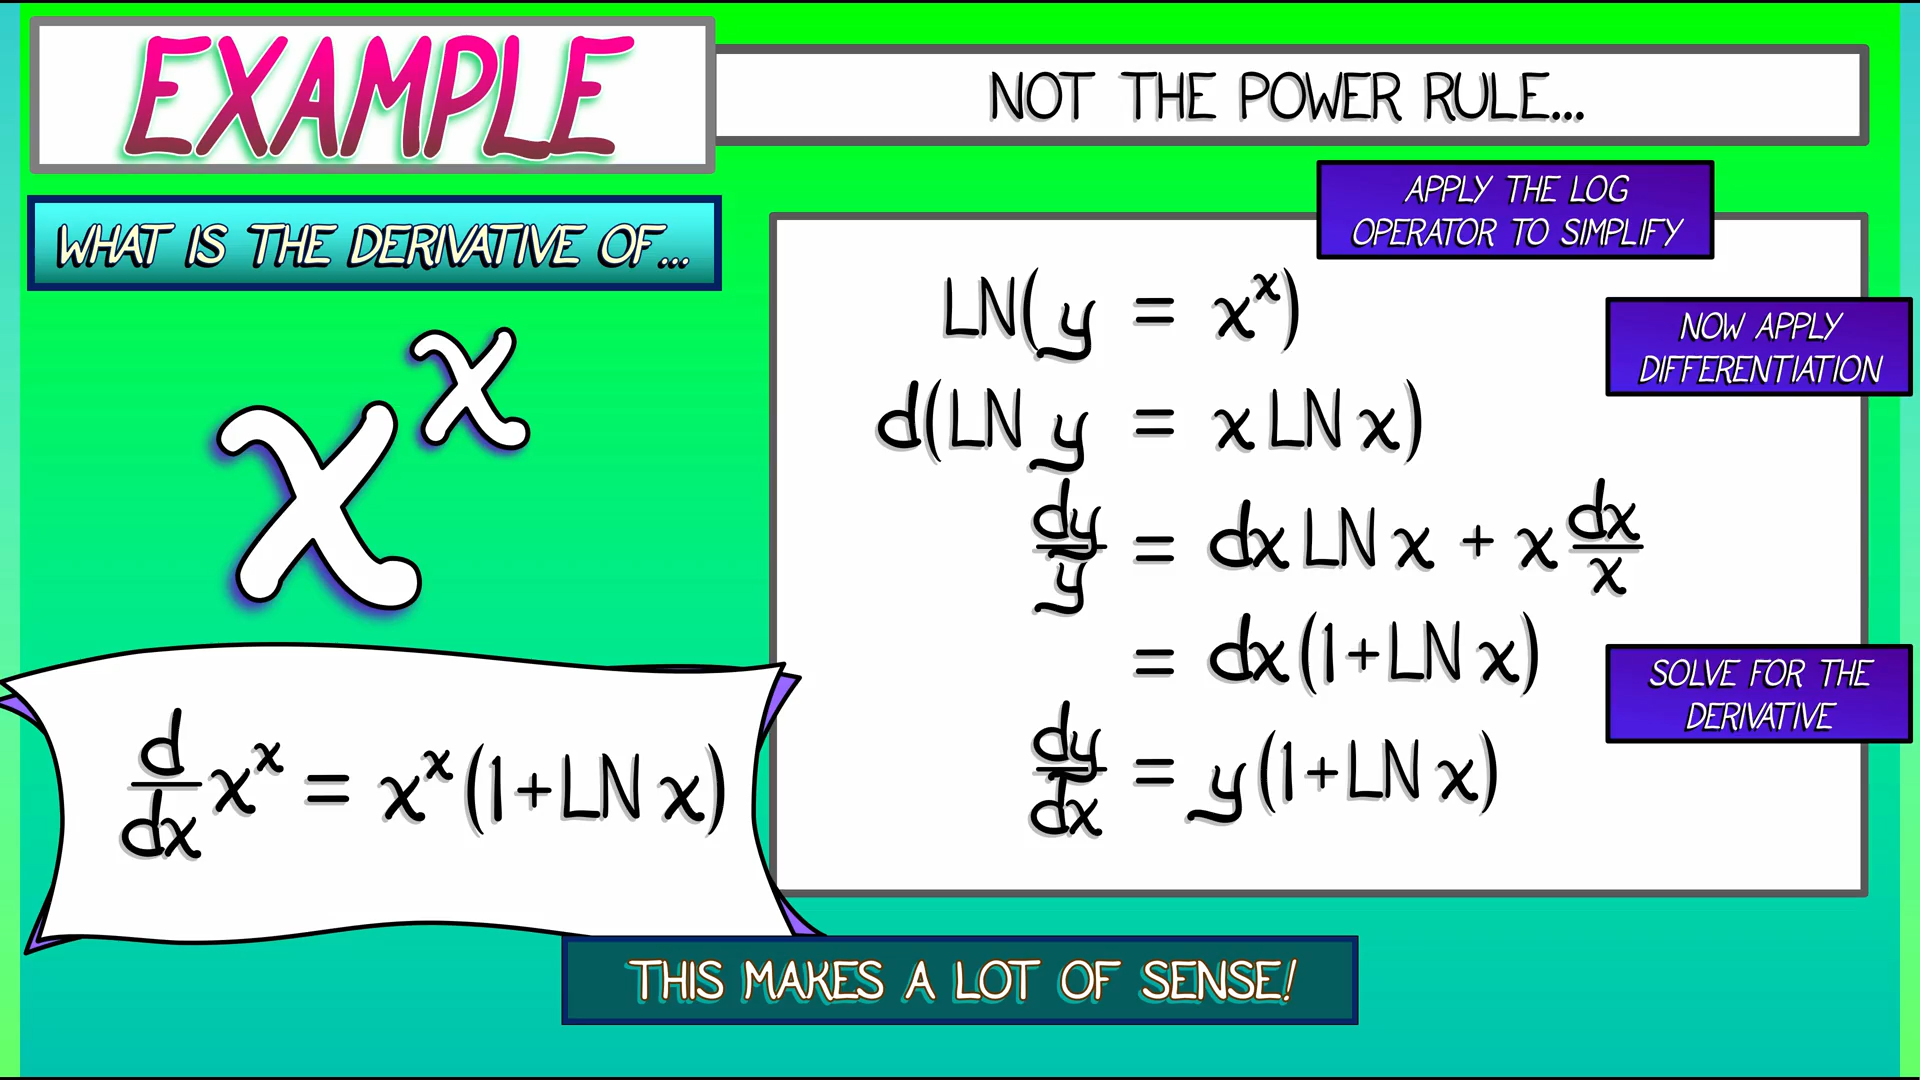 EXAMPLE
NOT THE POWER RULE...
WHAT IS THE DERIVATIVE OF...
x^x
d/dx x^x = x^x (1+LN x)
APPLY THE LOG
OPERATOR TO SIMPLIFY
LN(y = x^x)
NOW APPLY
DIFFERENTIATION
d(LN y = x LN x)
dy/y = dx LN x + x dx/x
= dx (1+LN x)
SOLVE FOR THE
DERIVATIVE
dy/dx = y (1+LN x)
THIS MAKES A LOT OF SENSE!